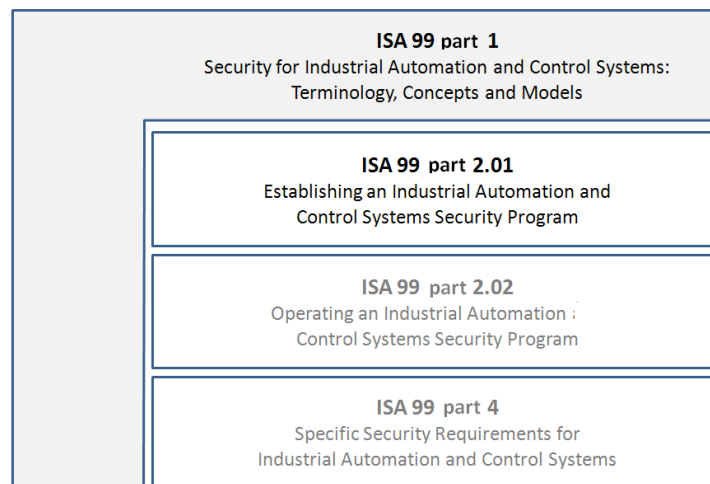 ISA 99 part 1
Security for Industrial Automation and Control Systems:
Terminology, Concepts and Models
ISA 99 part 2.01
Establishing an Industrial Automation and
Control Systems Security Program
ISA 99 part 2.02
Operating an Industrial Automation
Control Systems Security Program
ISA 99 part 4
Specific Security Requirements for
Industrial Automation and Control Systems